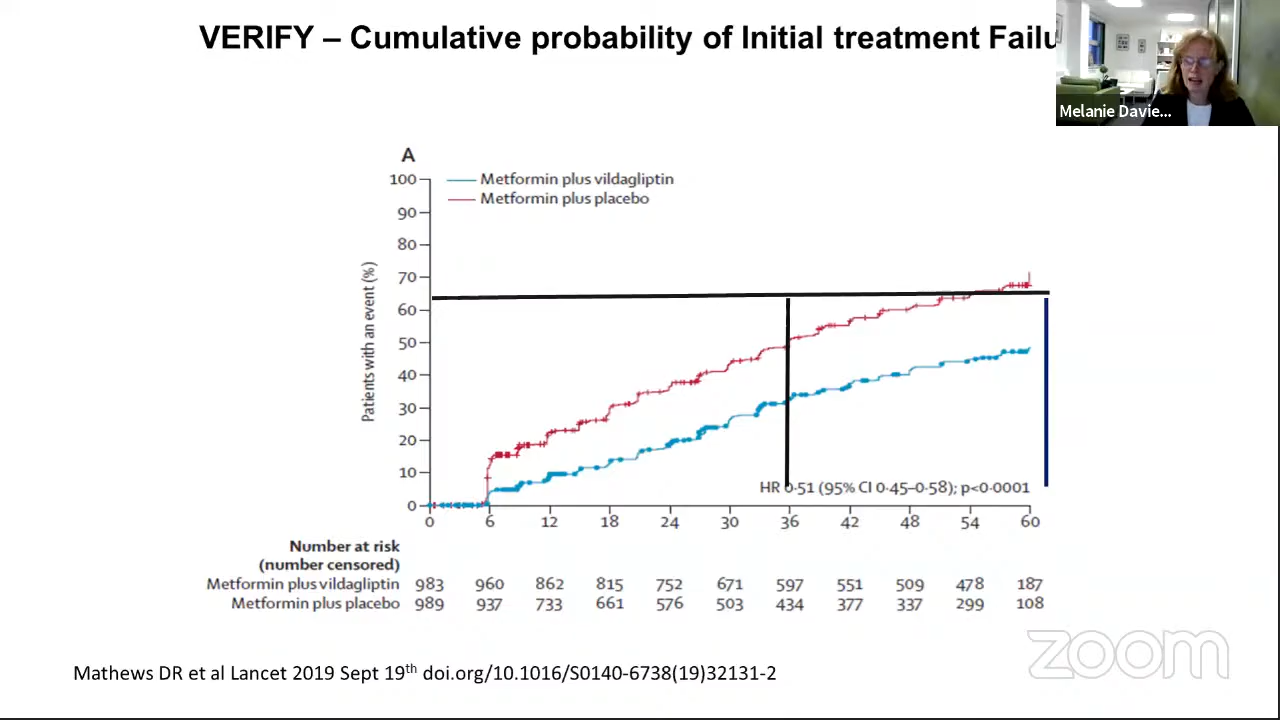 VERIFY – Cumulative probability of Initial treatment Failu
Melanie Davie...
A
Metformin plus vildagliptin
Metformin plus placebo
Patients with an event (%)
100
90
80
70
60
50
40
30
20
10
0
HR 0·51 (95% CI 0·45–0·58); p<0·0001
0 6 12 18 24 30 36 42 48 54 60
Number at risk
(number censored)
Metformin plus vildagliptin 983 960 862 815 752 671 597 551 509 478 187
Metformin plus placebo 989 937 733 661 576 503 434 377 337 299 108
zoom
Mathews DR et al Lancet 2019 Sept 19th doi.org/10.1016/S0140-6738(19)32131-2